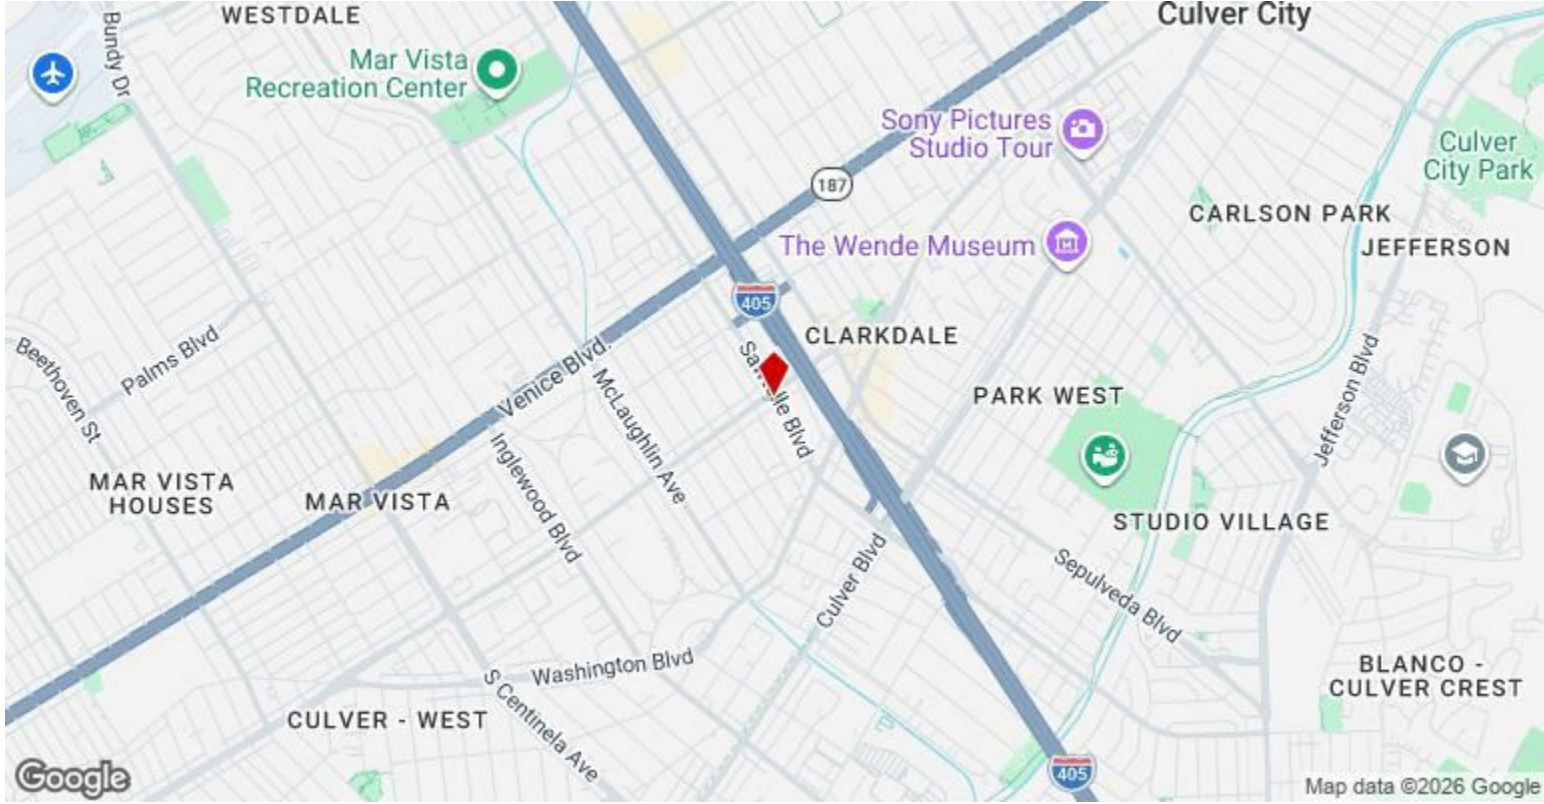 WESTDALE
Culver City
Bundy Dr
Mar Vista
Recreation Center
Sony Pictures
Studio Tour
187
Culver
City Park
CARLSON PARK
JEFFERSON
The Wende Museum
405
CLARKDALE
Palms Blvd
Beethoven St
Venice Blvd.
McLaughlin Ave
Blvd
PARK WEST
Jefferson Blvd
MAR VISTA
HOUSES
MAR VISTA
Inglewood Blvd
STUDIO VILLAGE
Culver Blvd
Sepulveda Blvd
Washington Blvd
S Centinela Ave
CULVER - WEST
BLANCO -
CULVER CREST
405
Google
Map data ©2026 Google